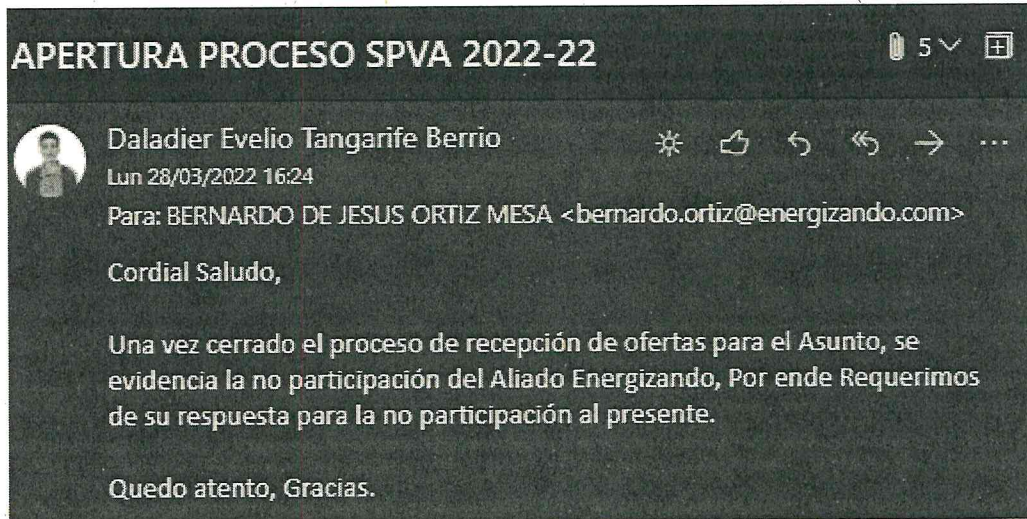 APERTURA PROCESO SPVA 2022-22
5
Daladier Evelio Tangarife Berrio
Lun 28/03/2022 16:24
Para: BERNARDO DE JESUS ORTIZ MESA <bernardo.ortiz@energizando.com>
Cordial Saludo,
Una vez cerrado el proceso de recepción de ofertas para el Asunto, se
evidencia la no participación del Aliado Energizando, Por ende Requerimos
de su respuesta para la no participación al presente.
Quedo atento, Gracias.